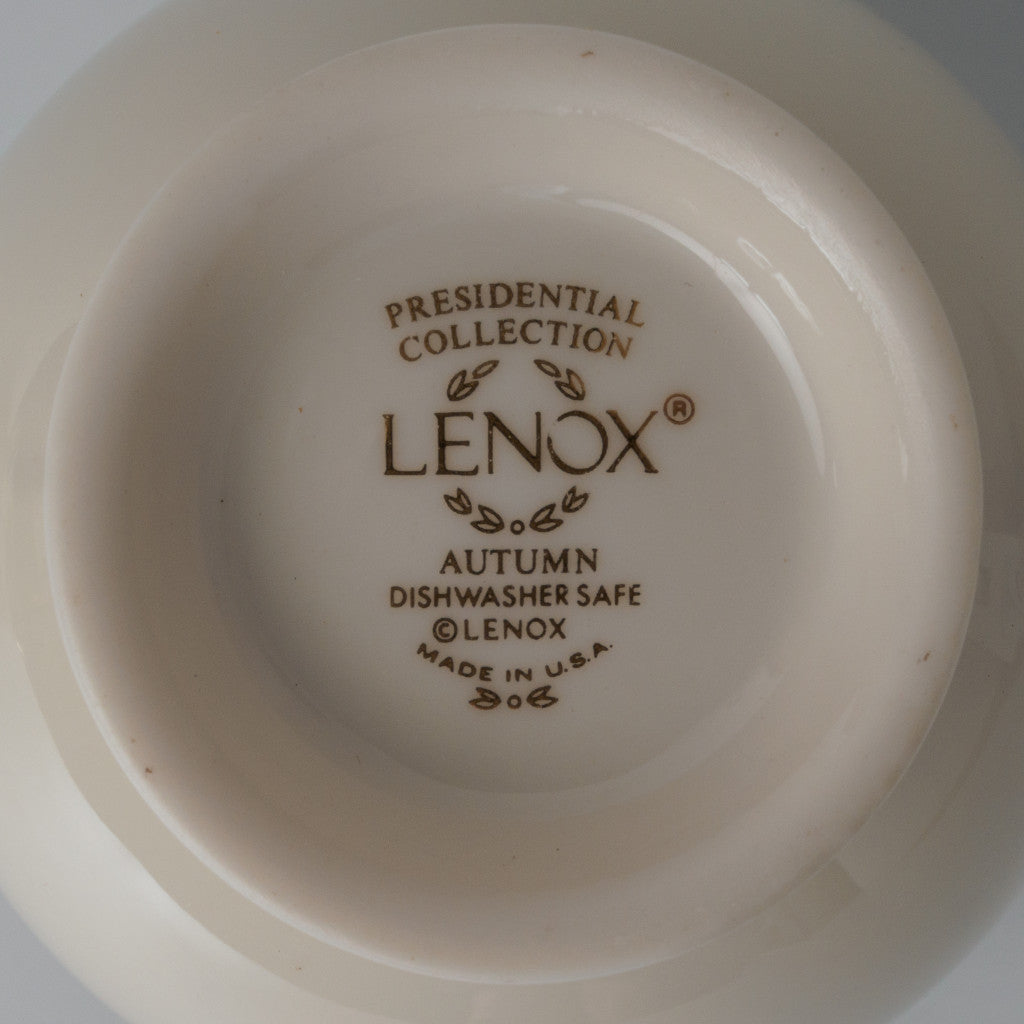 PRESIDENTIAL
COLLECTION
LENOX®
AUTUMN
DISHWASHER SAFE
©LENOX
MADE IN U.S.A.